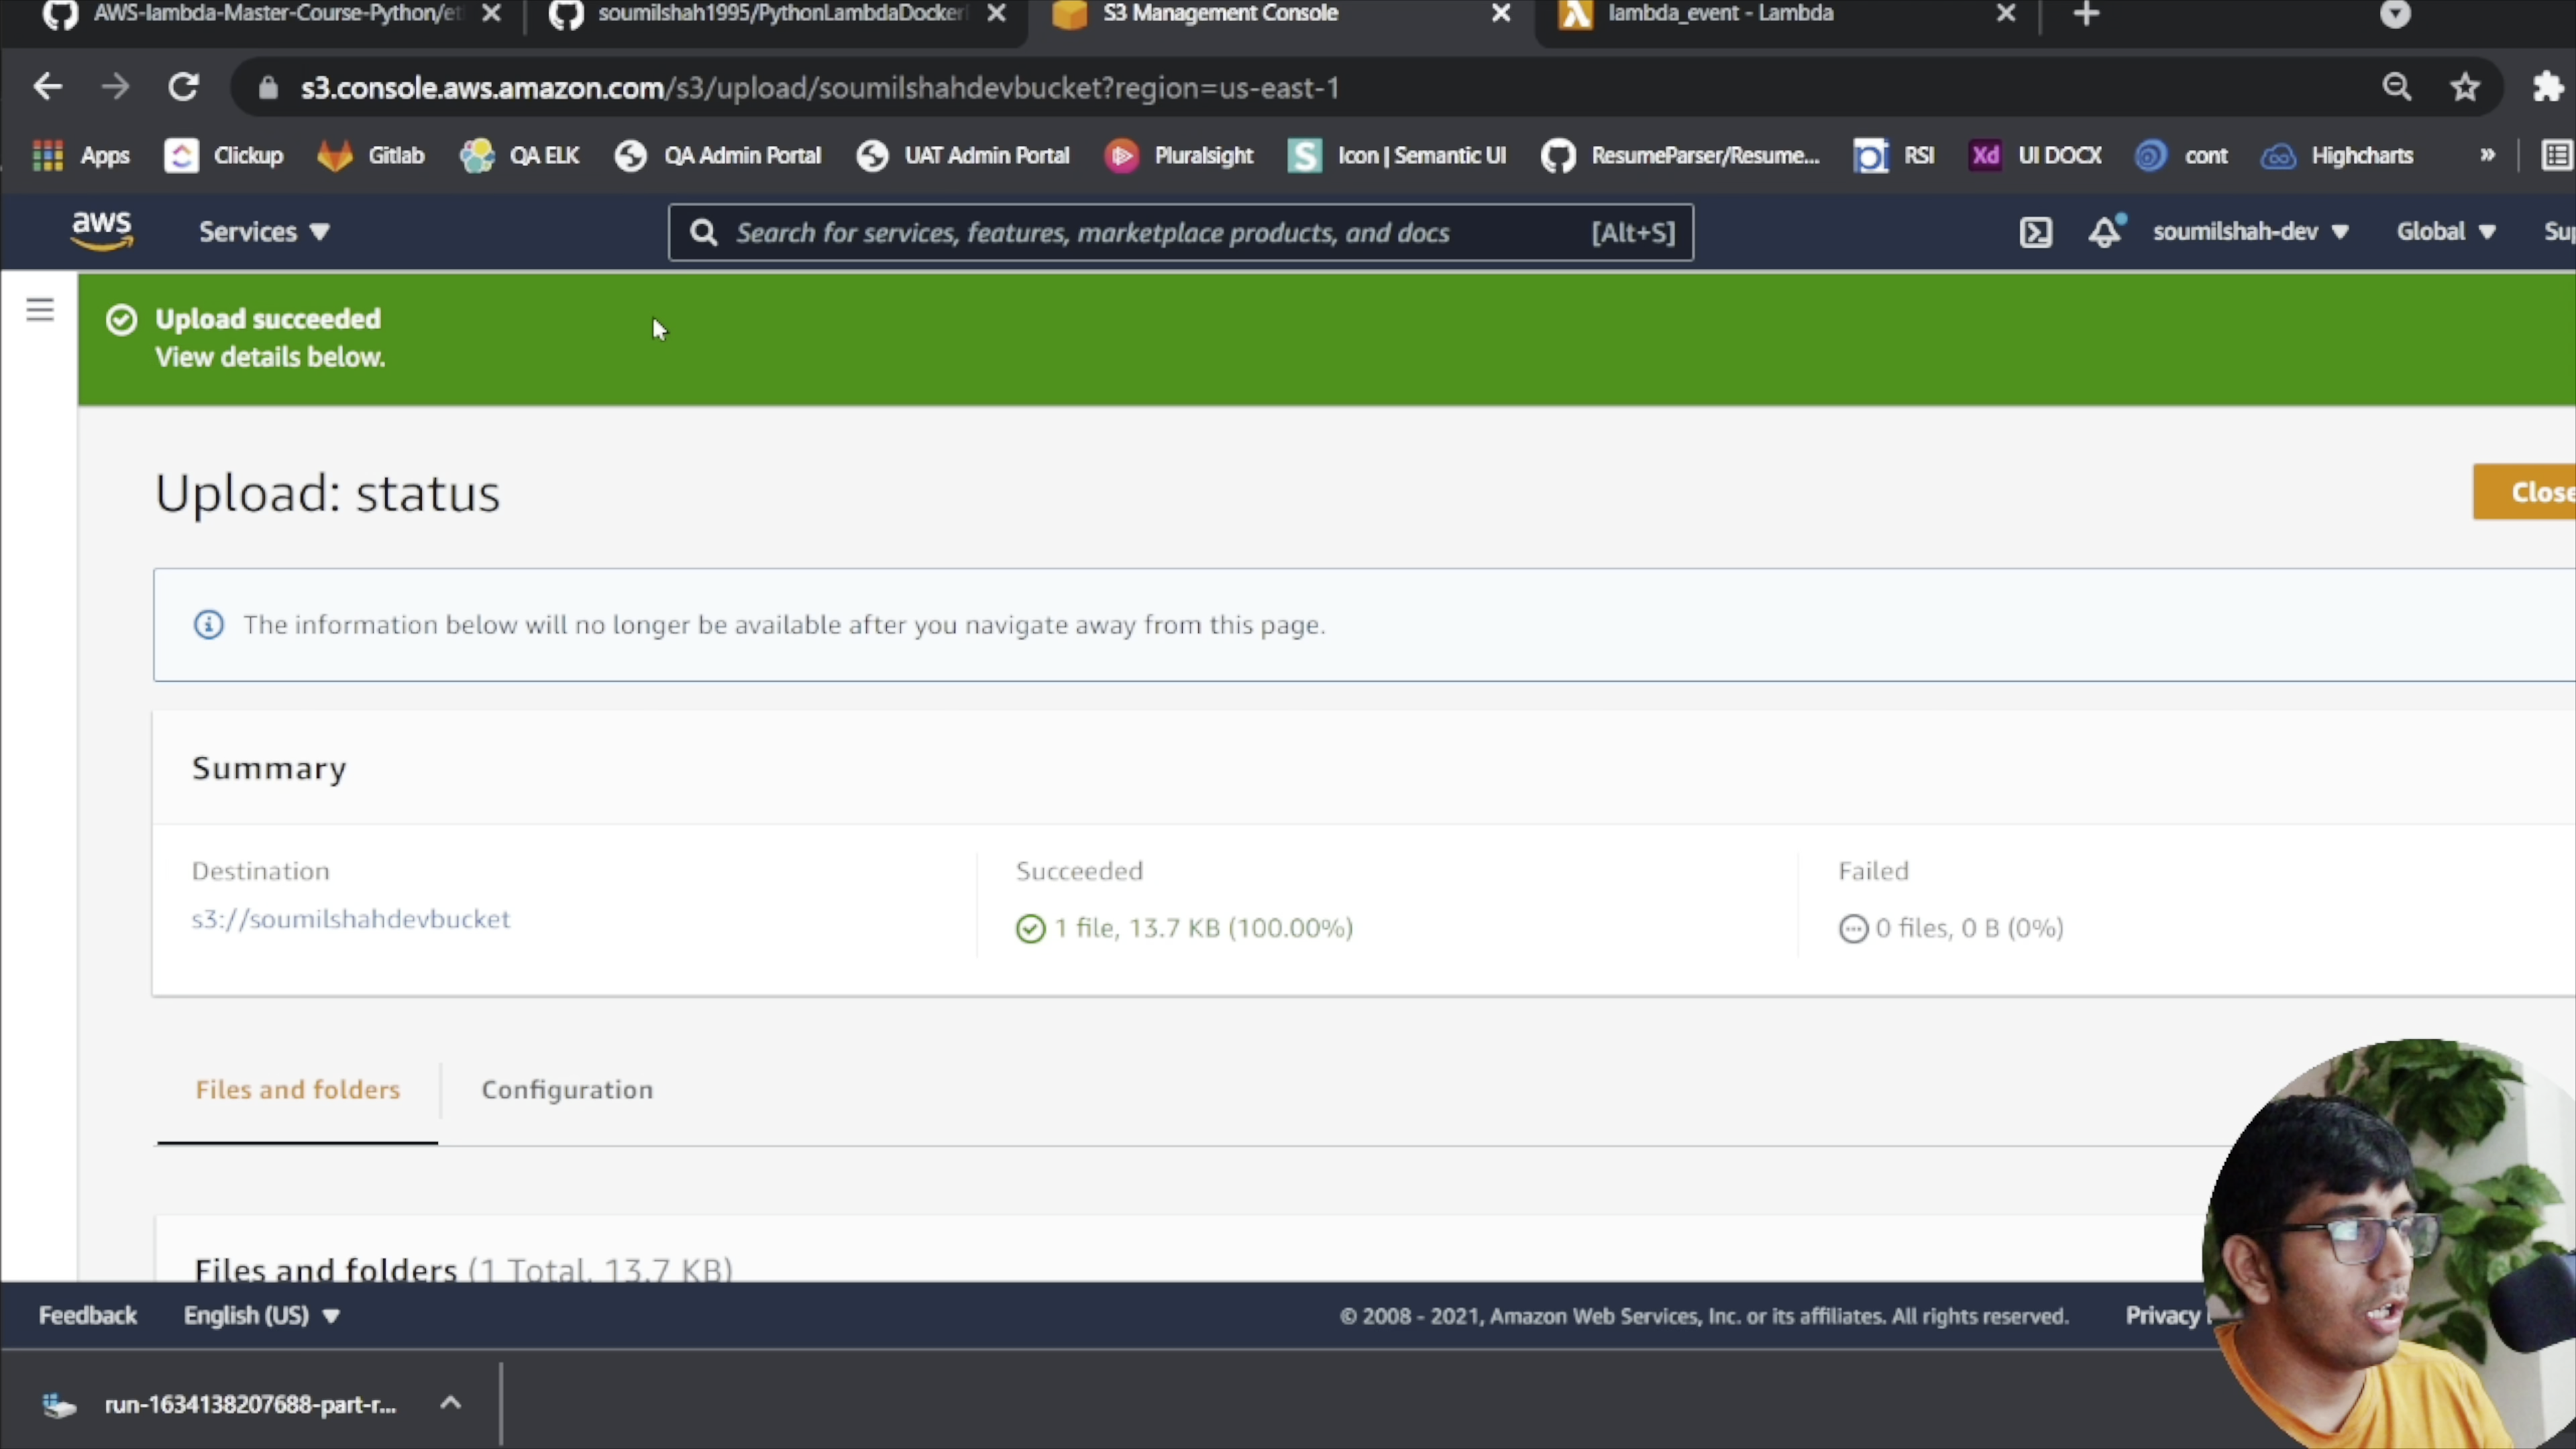 AWS-lambda-Master-Course-Python/et
soumilshah1995/PythonLambdaDocker
S3 Management Console
lambda_event - Lambda
s3.console.aws.amazon.com/s3/upload/soumilshahdevbucket?region=us-east-1
Apps
Clickup
Gitlab
QA ELK
QA Admin Portal
UAT Admin Portal
Pluralsight
Icon | Semantic UI
ResumeParser/Resume...
RSI
UI DOCX
cont
Highcharts
»
aws
Services
Search for services, features, marketplace products, and docs
[Alt+S]
soumilshah-dev
Global
Sup
Upload succeeded
View details below.
Upload: status
Close
The information below will no longer be available after you navigate away from this page.
Summary
Destination
s3://soumilshahdevbucket
Succeeded
1 file, 13.7 KB (100.00%)
Failed
0 files, 0 B (0%)
Files and folders
Configuration
Files and folders (1 Total, 13.7 KB)
Feedback
English (US)
© 2008 - 2021, Amazon Web Services, Inc. or its affiliates. All rights reserved.
Privacy
run-1634138207688-part-r...